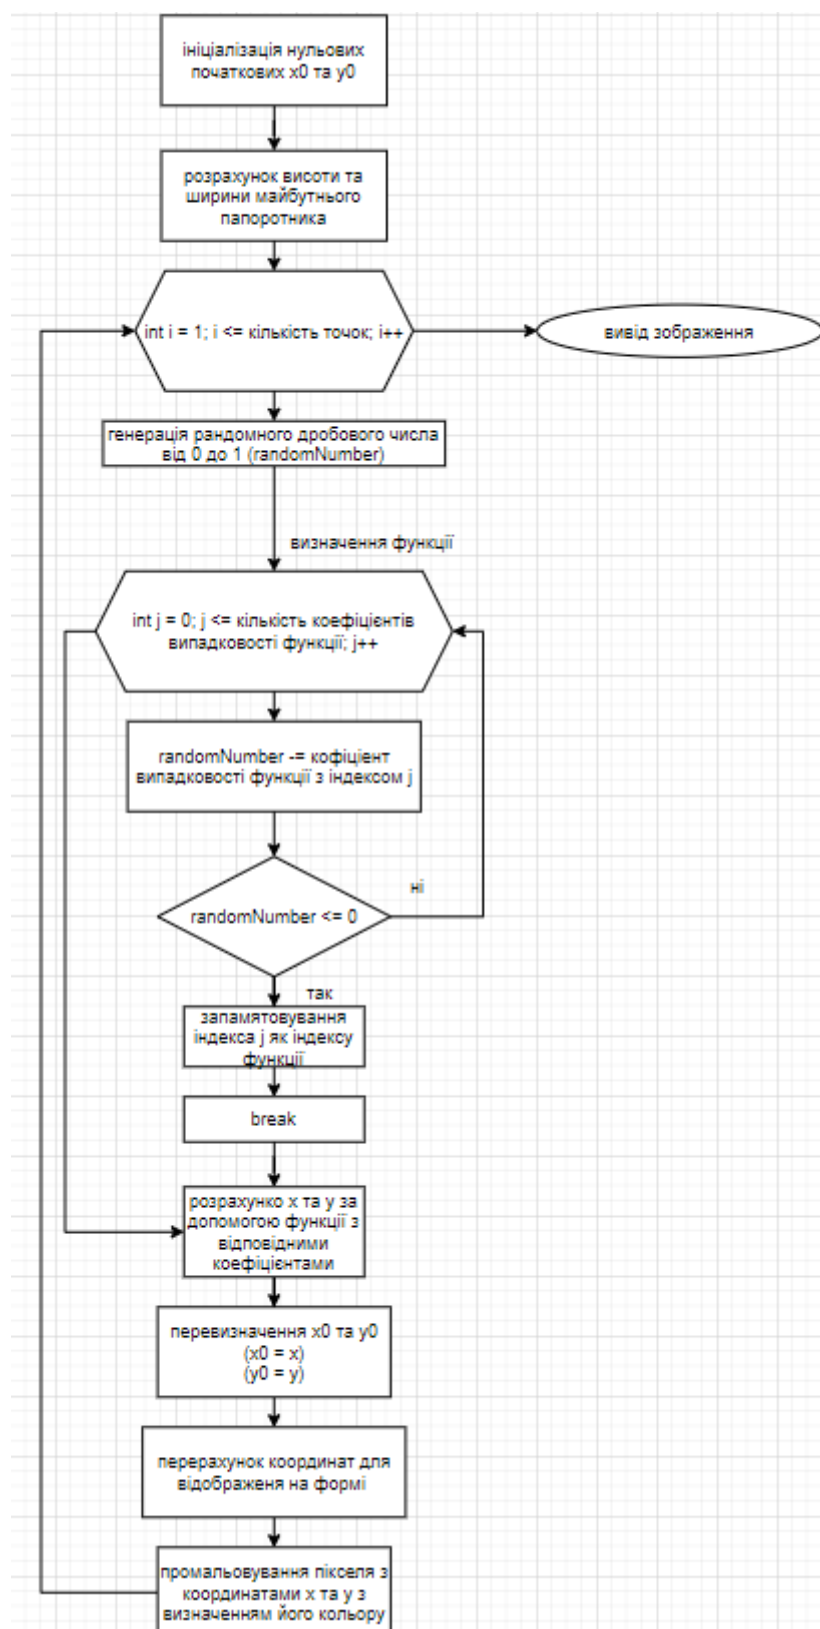 ініціалізація нульових
початкових x0 та y0
розрахунок висоти та
ширини майбутнього
папоротника
int i = 1; i <= кількість точок; i++
вивід зображення
генерація рандомного дробового числа
від 0 до 1 (randomNumber)
визначення функції
int j = 0; j <= кількість коефіцієнтів
випадковості функції; j++
randomNumber -= кофіціент
випадковості функції з індексом j
randomNumber <= 0
ні
так
запамятовування
індекса j як індексу
функції
break
розрахунко x та y за
допомогою функції з
відповідними
коефіцієнтами
перевизначення x0 та y0
(x0 = x)
(y0 = y)
перерахунок координат для
відображеня на формі
промальовування пікселя з
координатами x та y з
визначенням його кольору